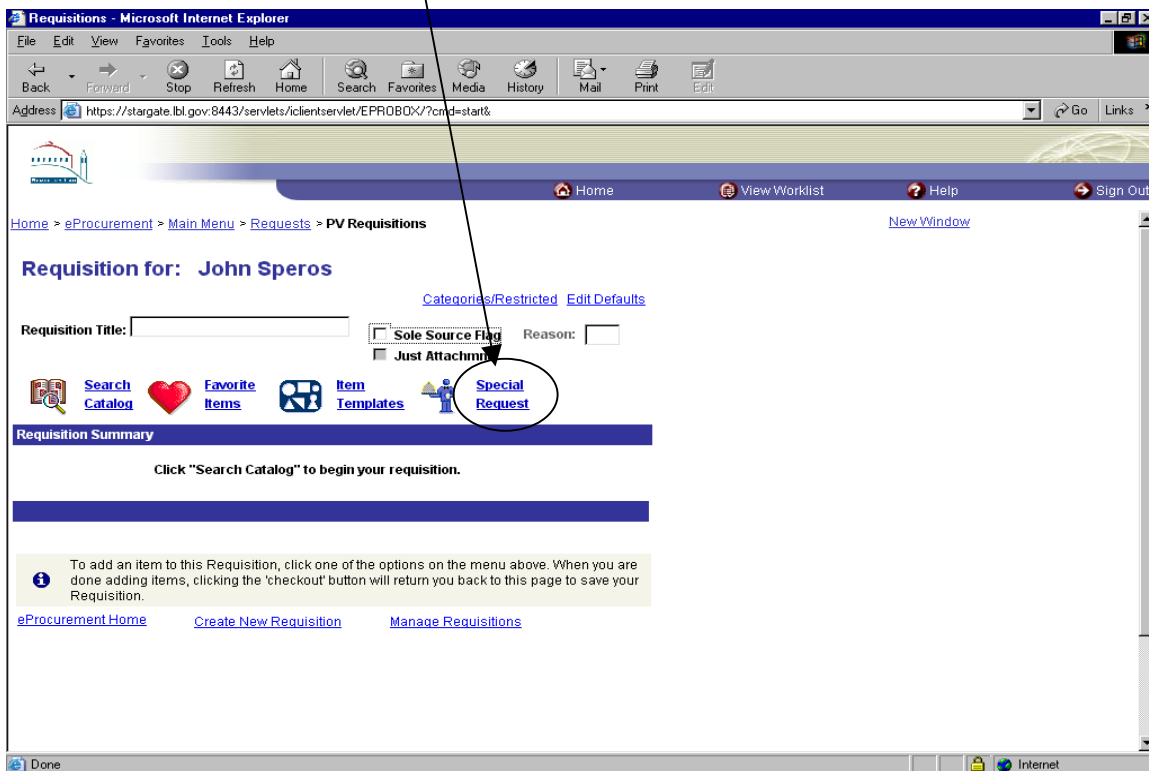 Requisitions - Microsoft Internet Explorer
File Edit View Favorites Tools Help
Back Forward Stop Refresh Home Search Favorites Media History Mail Print Edit
Address https://stargate.lbl.gov:8443/servlets/iclientservlet/EPROBOX/?cmd=start& Go Links
Home View Worklist Help Sign Out
Home > eProcurement > Main Menu > Requests > PV Requisitions New Window
Requisition for: John Speros
Categories/Restricted Edit Defaults
Requisition Title: Sole Source Flag Reason:
Just Attachmnt
Search Catalog
Favorite Items
Item Templates
Special Request
Requisition Summary
Click "Search Catalog" to begin your requisition.
To add an item to this Requisition, click one of the options on the menu above. When you are
done adding items, clicking the 'checkout' button will return you back to this page to save your
Requisition.
eProcurement Home Create New Requisition Manage Requisitions
Done Internet